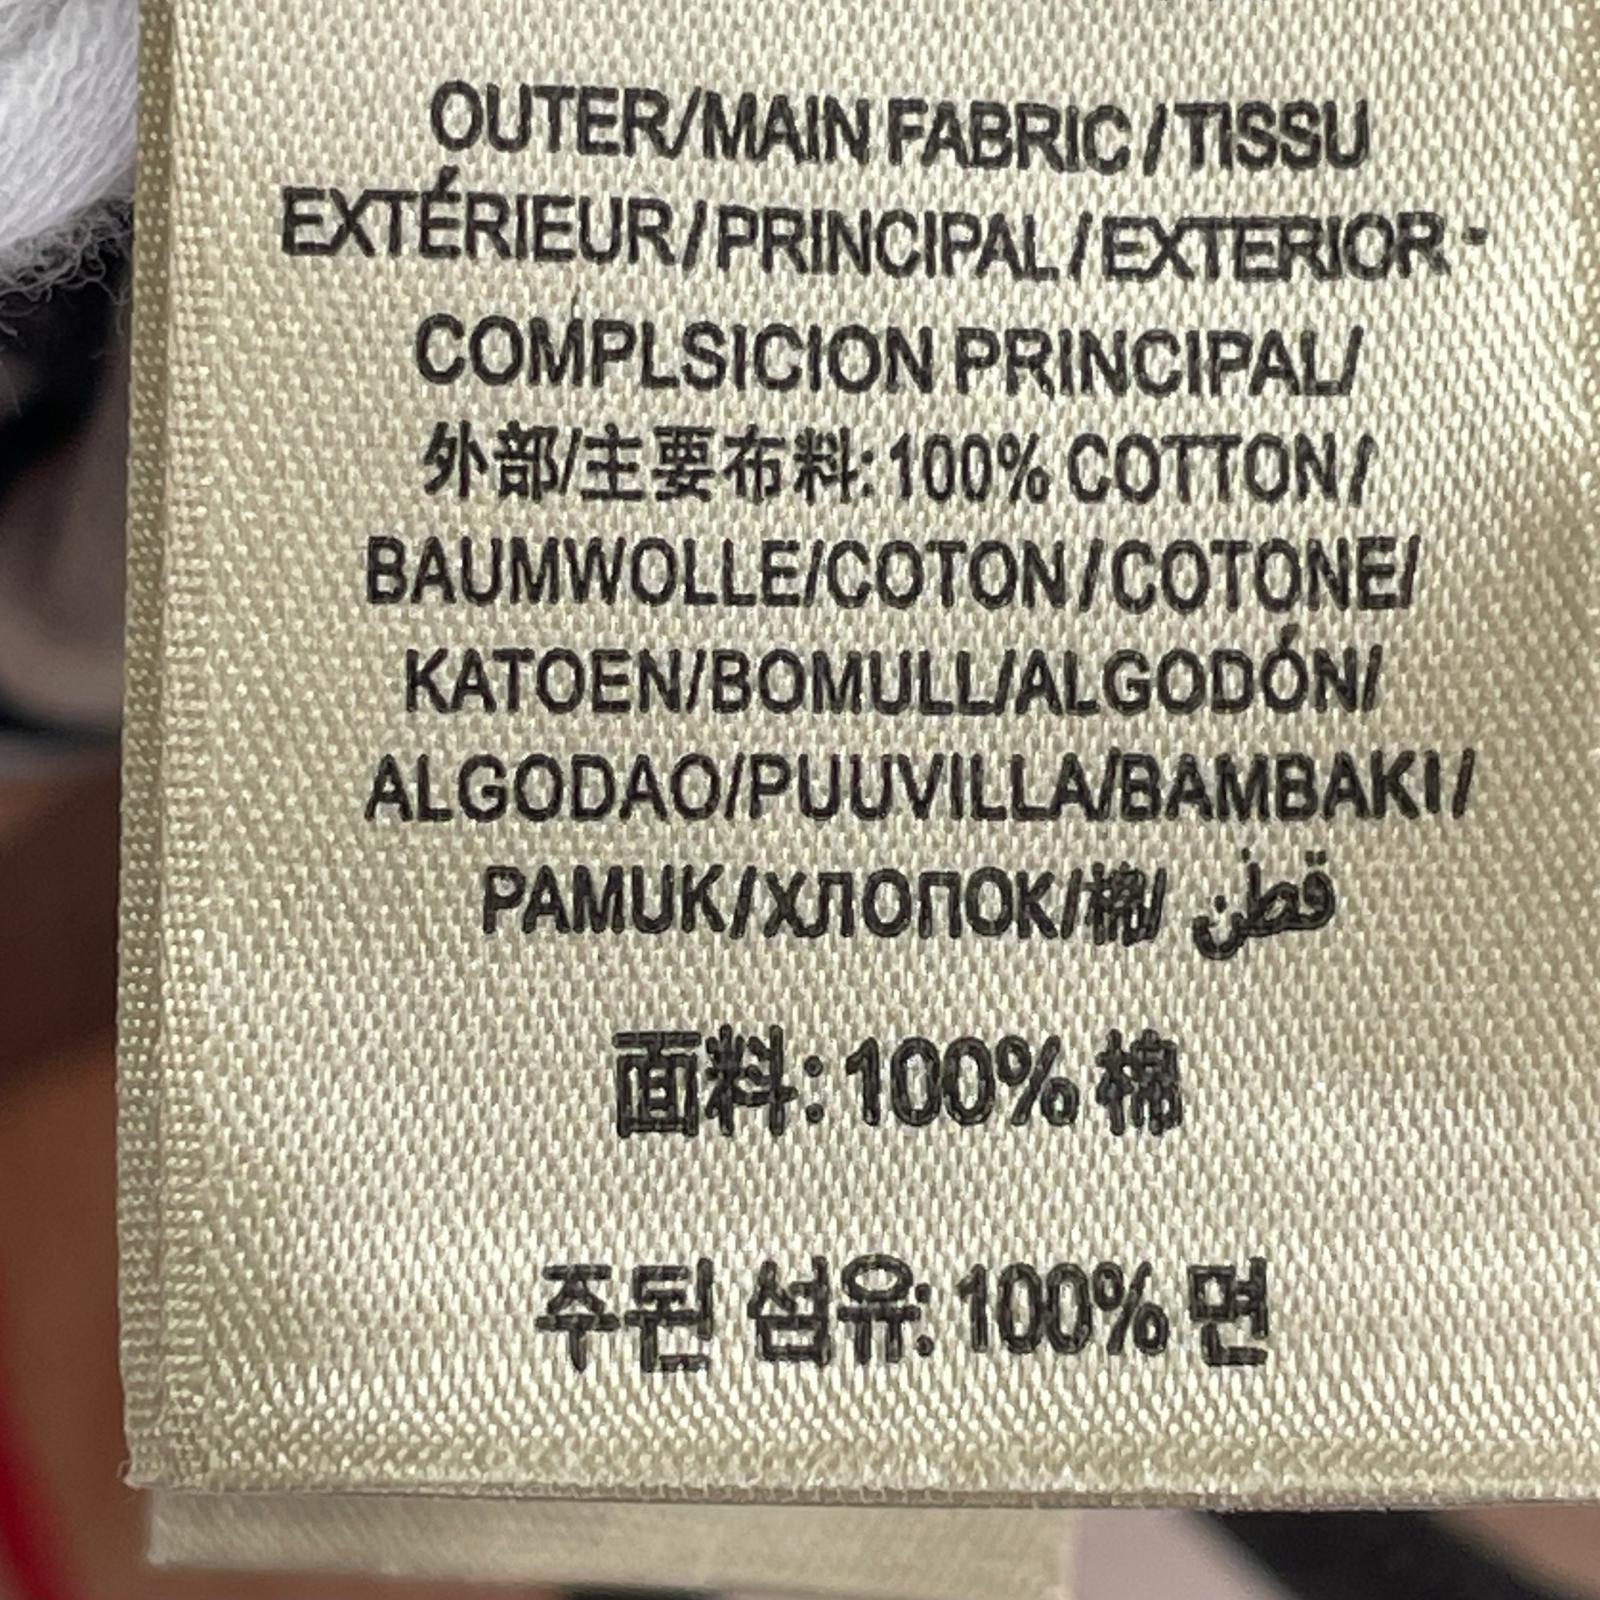 OUTER/MAIN FABRIC/TISSU
EXTÉRIEUR/PRINCIPAL/EXTERIOR -
COMPLSICION PRINCIPAL/
外部/主要布料: 100% COTTON/
BAUMWOLLE/COTON/COTONE/
KATOEN/BOMULL/ALGODÓN/
ALGODAO/PUUVILLA/BAMBAKI/
PAMUK/ХЛОПОК/棉/ قطن
面料: 100% 棉
주된 섬유: 100% 면